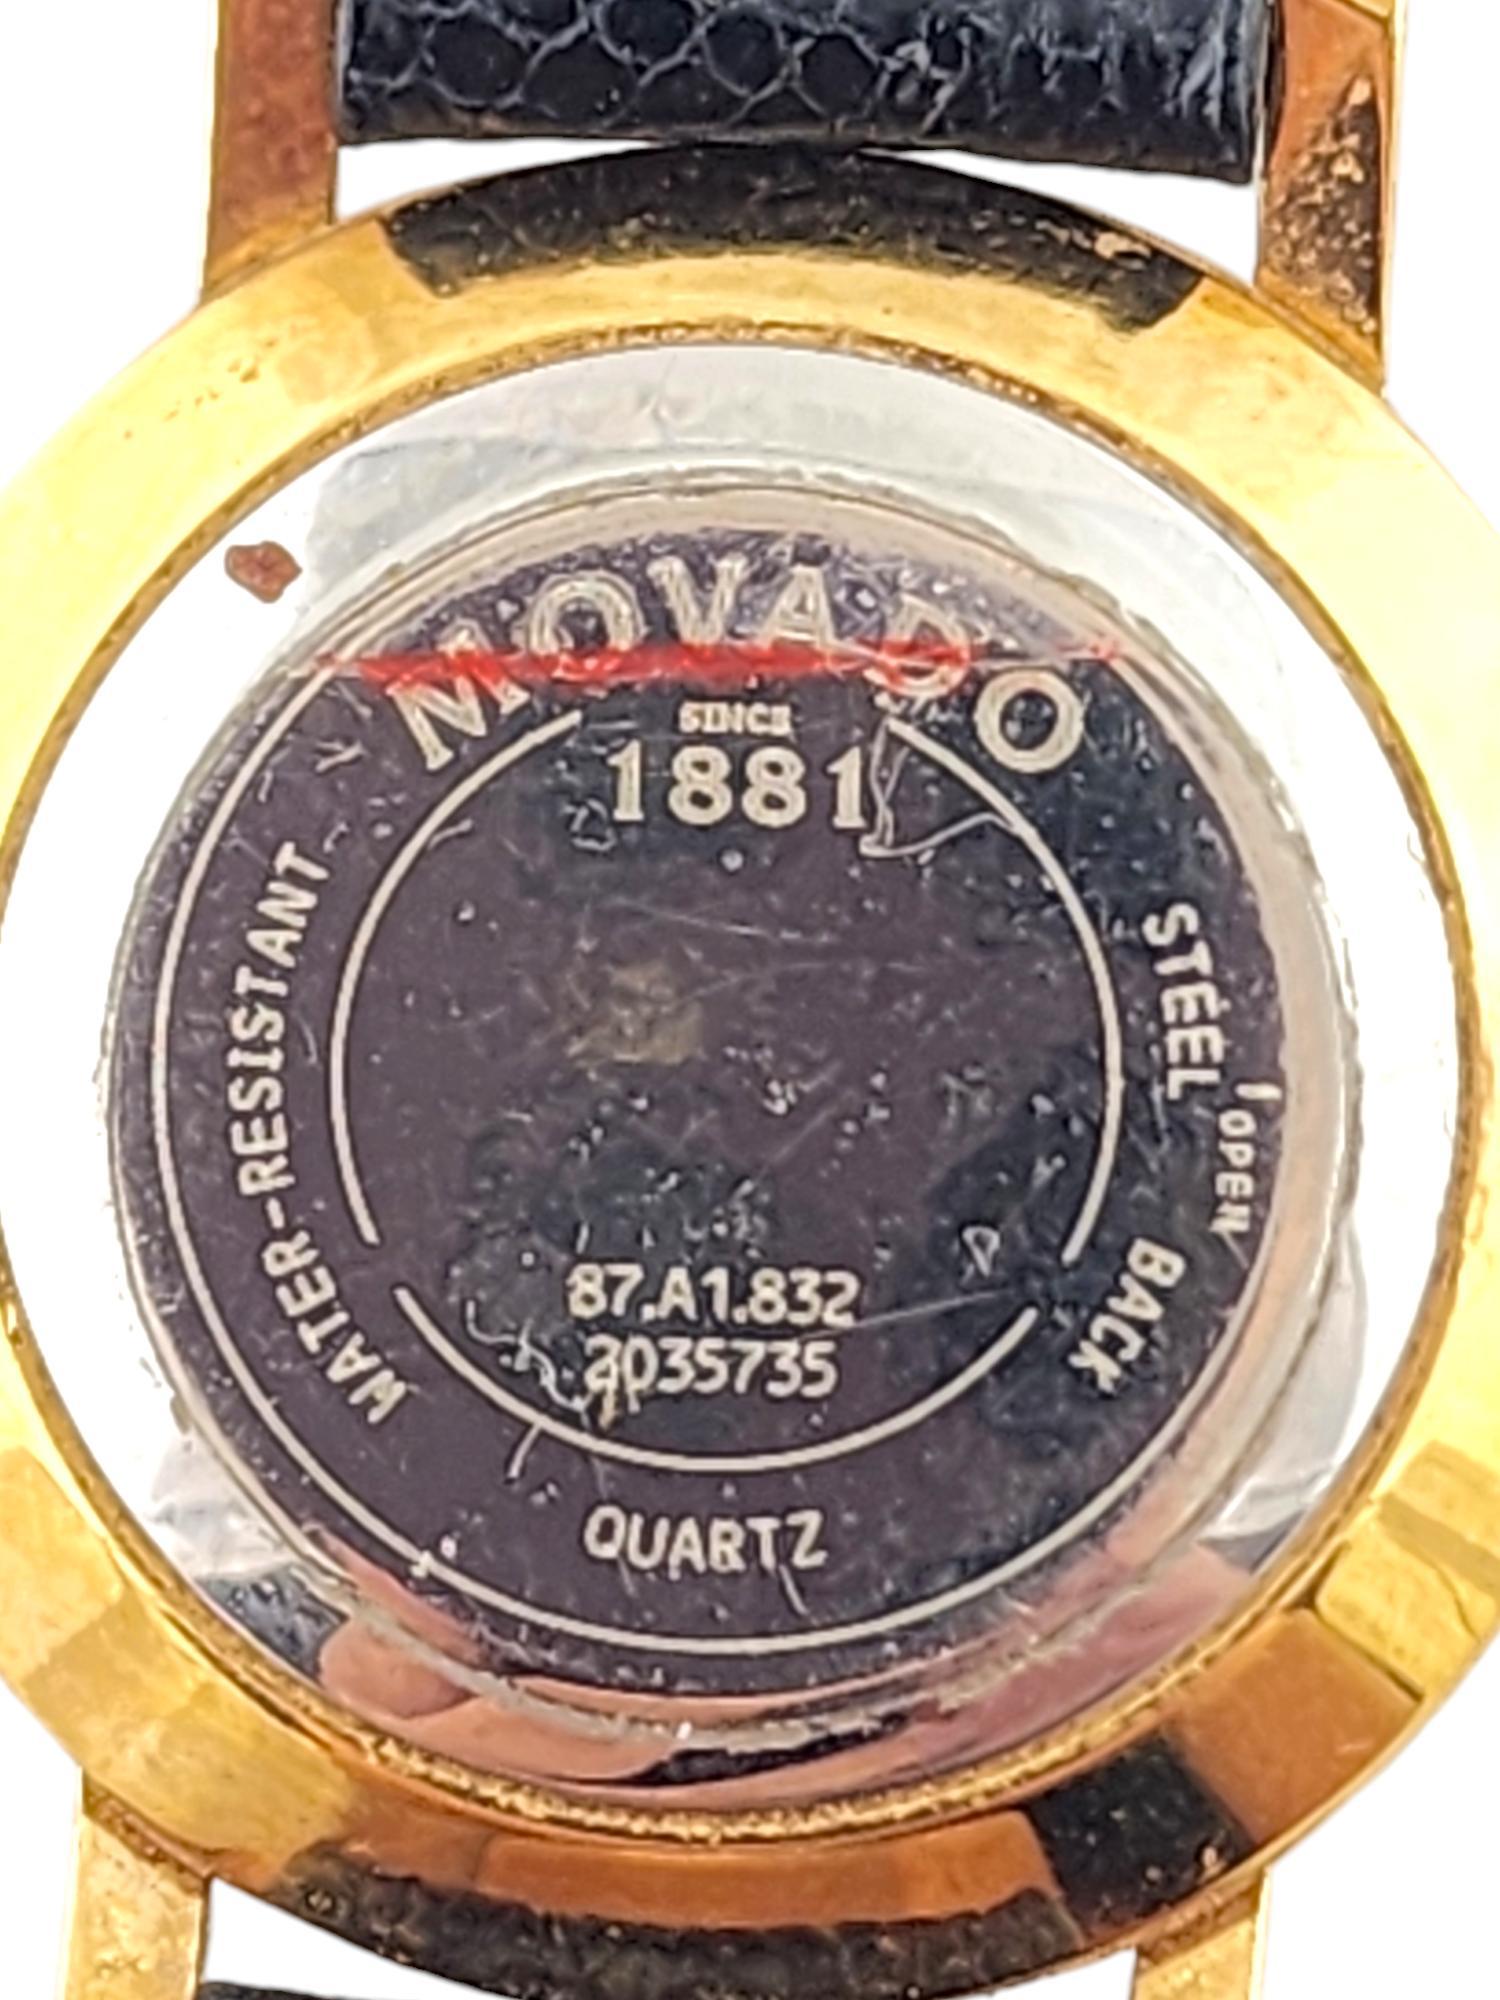 MOVADO
SINCE
1881
WATER-RESISTANT
STEEL BACK
OPEN
87.A1.832
2035735
QUARTZ